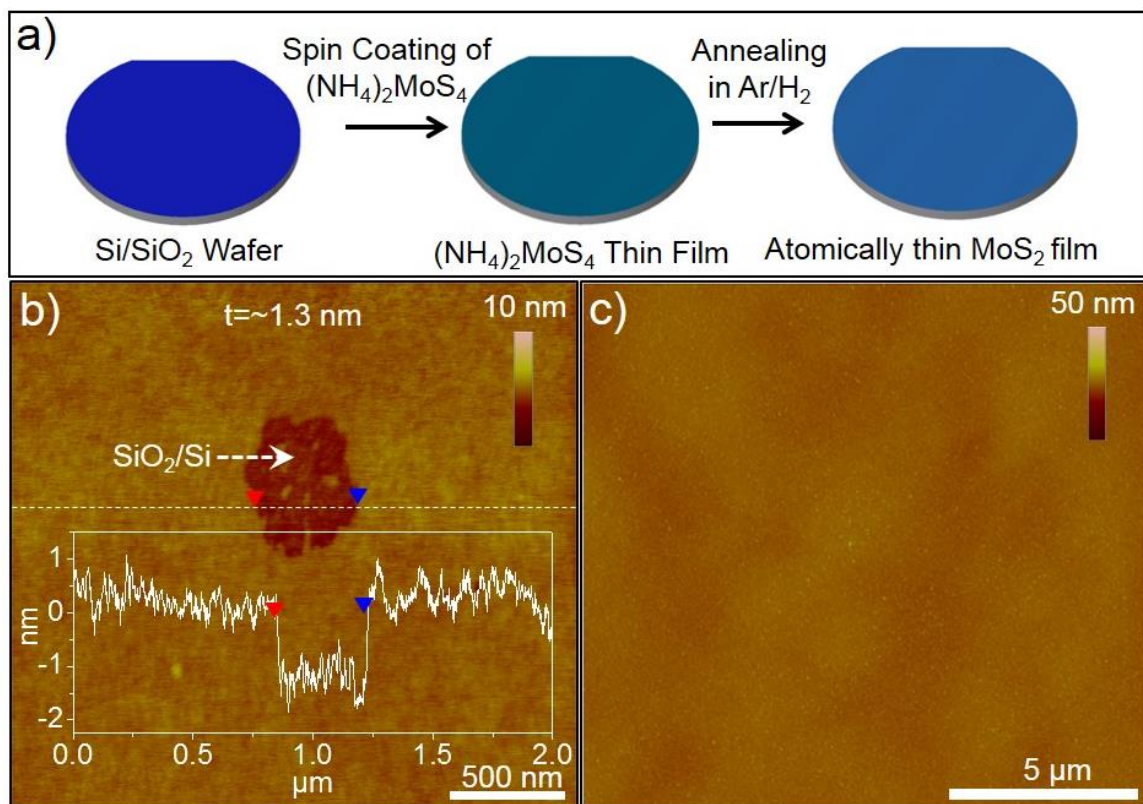 a)
Spin Coating of
(NH₄)₂MoS₄
Annealing
in Ar/H₂
Si/SiO₂ Wafer
(NH₄)₂MoS₄ Thin Film
Atomically thin MoS₂ film
b)
t=~1.3 nm
10 nm
SiO₂/Si
1
0
-1
-2
nm
0.0 0.5 1.0 1.5 2.0
µm
500 nm
c)
50 nm
5 µm